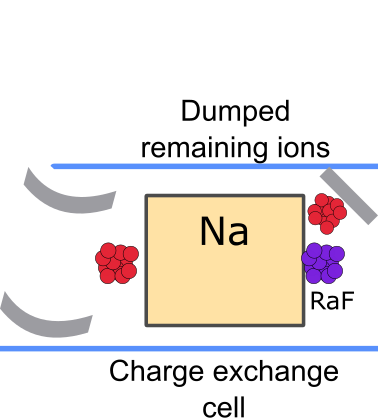 Dumped
remaining ions
Na
RaF
Charge exchange
cell